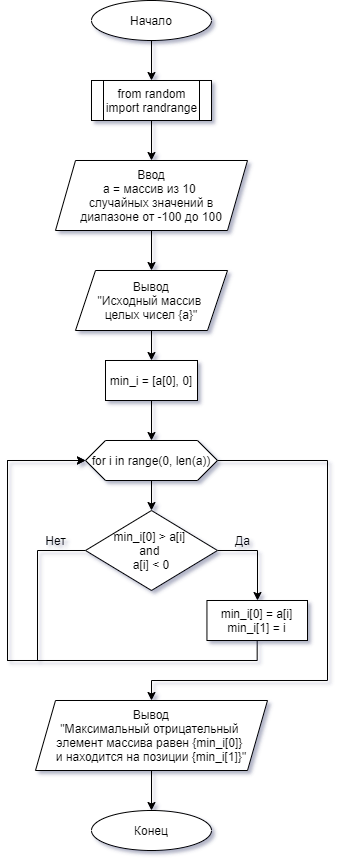 Начало
from random
import randrange
Ввод
a = массив из 10
случайных значений в
диапазоне от -100 до 100
Вывод
"Исходный массив
целых чисел {a}"
min_i = [a[0], 0]
for i in range(0, len(a))
min_i[0] > a[i]
and
a[i] < 0
Нет
Да
min_i[0] = a[i]
min_i[1] = i
Вывод
"Максимальный отрицательный
элемент массива равен {min_i[0]}
и находится на позиции {min_i[1]}"
Конец